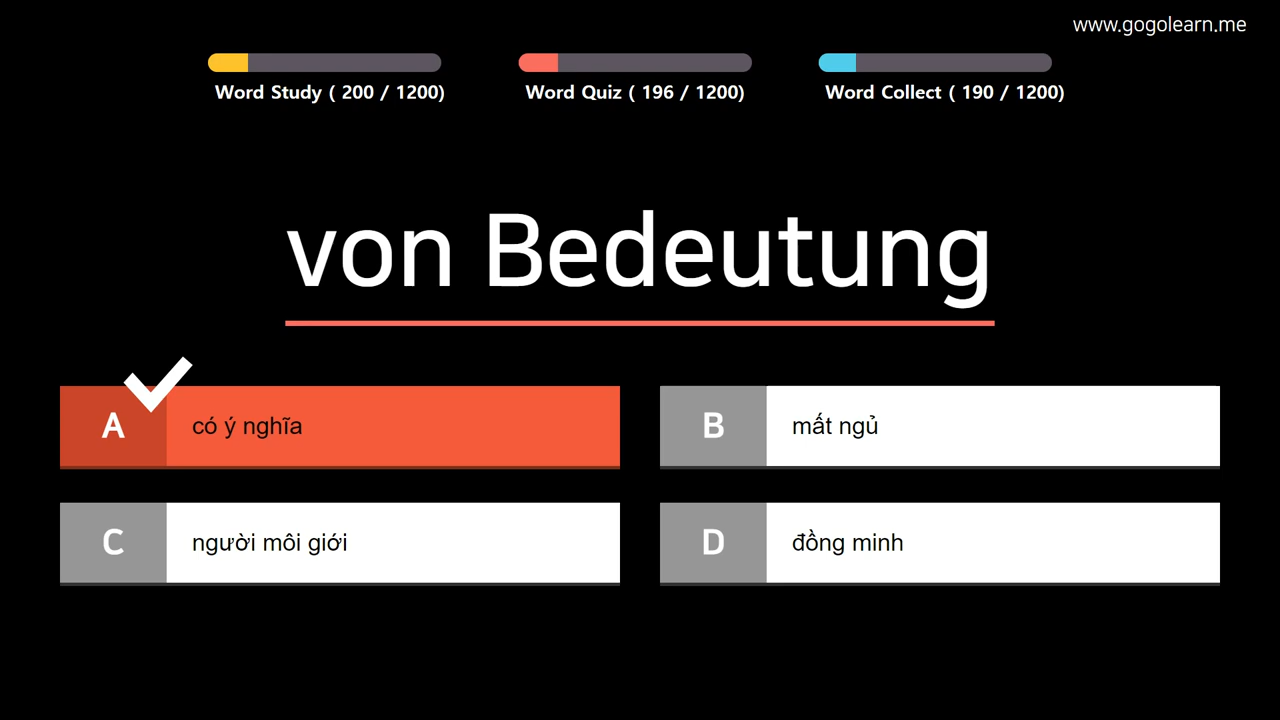 www.gogolearn.me
Word Study ( 200 / 1200)
Word Quiz ( 196 / 1200)
Word Collect ( 190 / 1200)
von Bedeutung
A
có ý nghĩa
B
mất ngủ
C
người môi giới
D
đồng minh